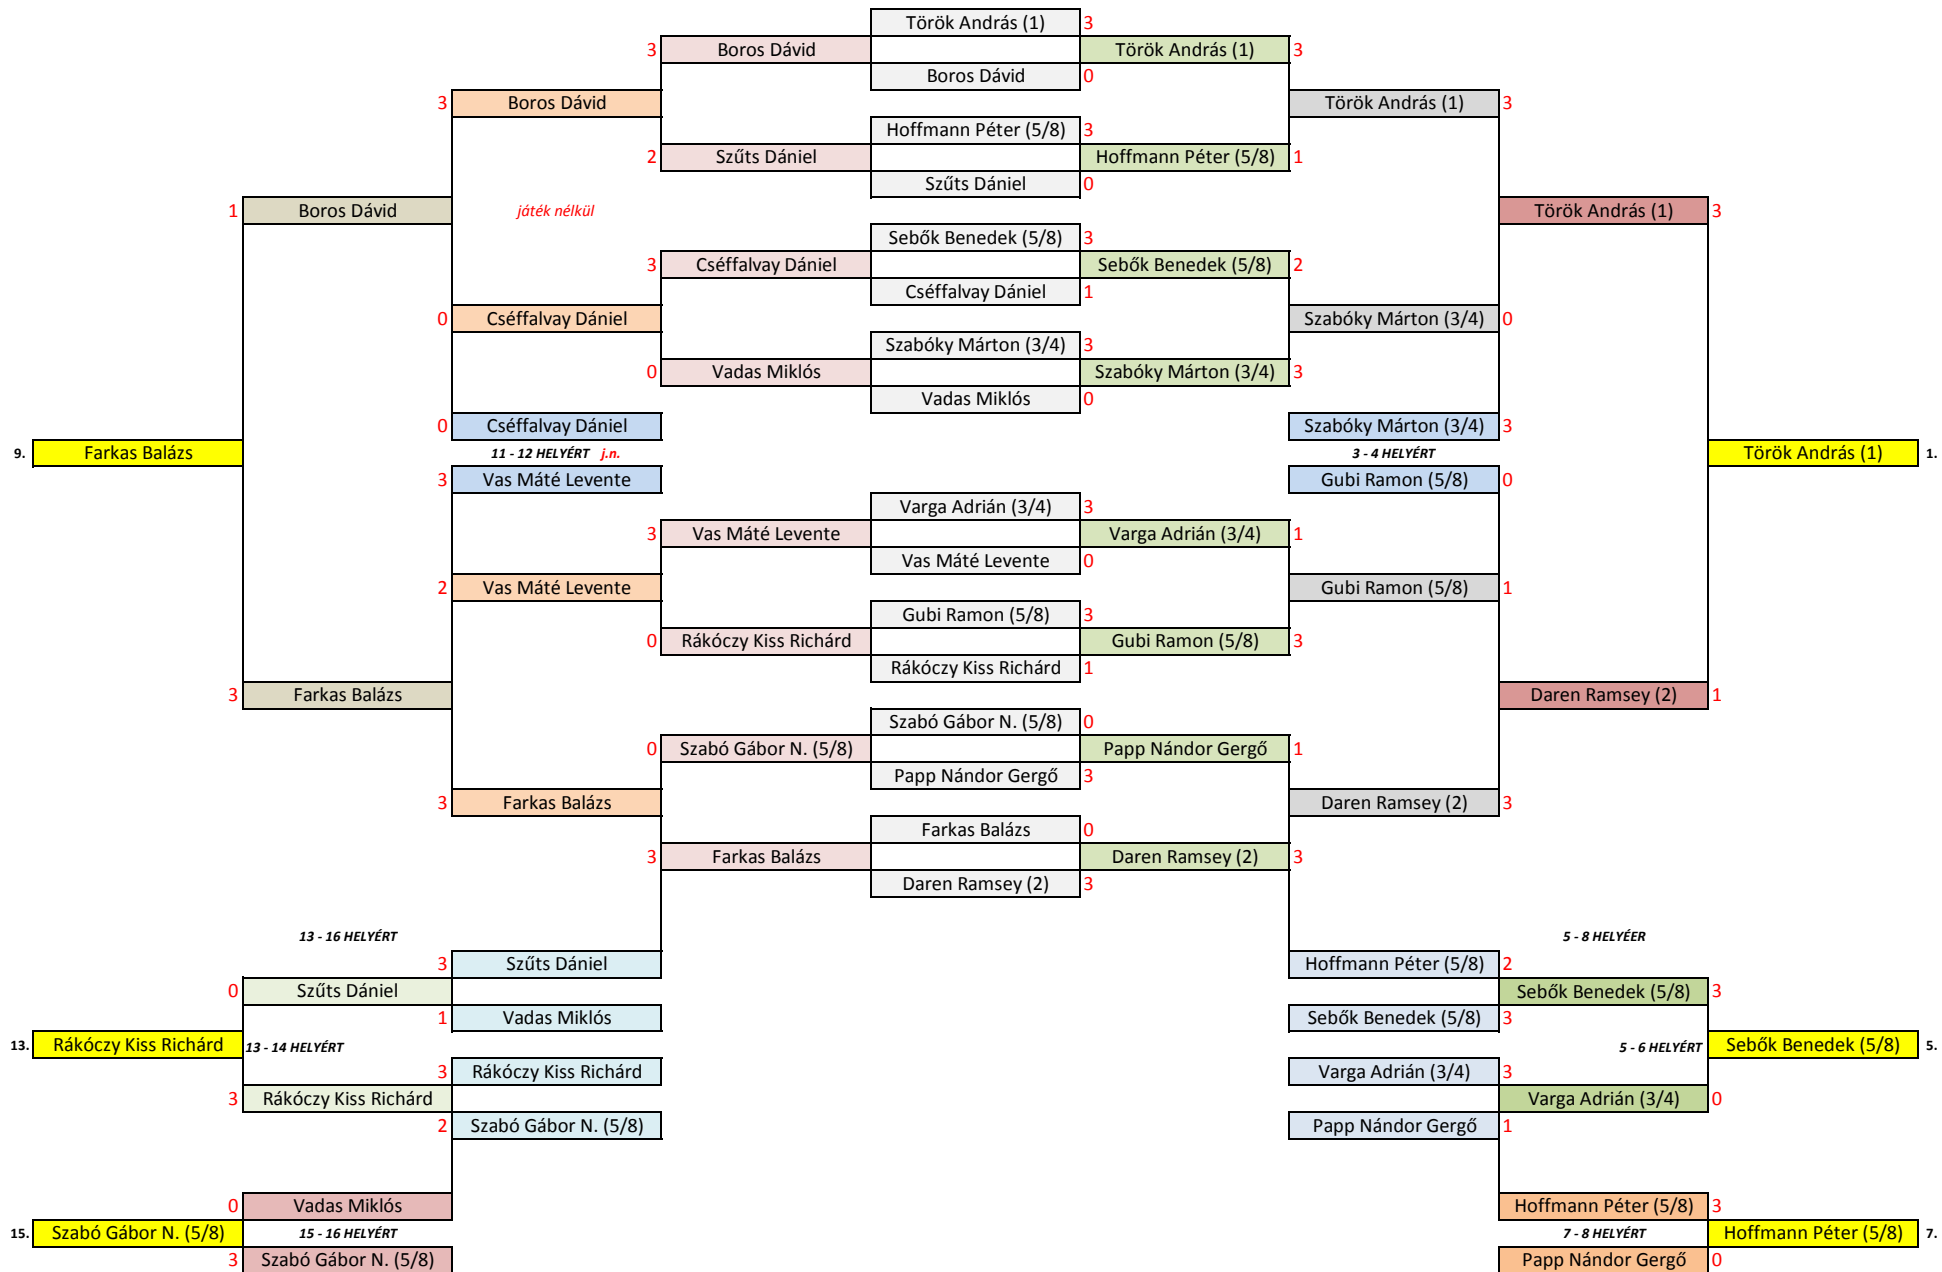 Török András (1) 3
3 Boros Dávid Török András (1) 3
Boros Dávid 0
3 Boros Dávid Török András (1) 3
Hoffmann Péter (5/8) 3
2 Szűts Dániel Hoffmann Péter (5/8) 1
Szűts Dániel 0
1 Boros Dávid játék nélkül Török András (1) 3
Sebők Benedek (5/8) 3
3 Cséffalvay Dániel Sebők Benedek (5/8) 2
Cséffalvay Dániel 1
0 Cséffalvay Dániel Szabóky Márton (3/4) 0
Szabóky Márton (3/4) 3
0 Vadas Miklós Szabóky Márton (3/4) 3
Vadas Miklós 0
0 Cséffalvay Dániel Szabóky Márton (3/4) 3
9. Farkas Balázs 11 - 12 HELYÉRT j.n. 3 - 4 HELYÉRT Török András (1) 1.
3 Vas Máté Levente Gubi Ramon (5/8) 0
Varga Adrián (3/4) 3
3 Vas Máté Levente Varga Adrián (3/4) 1
Vas Máté Levente 0
2 Vas Máté Levente Gubi Ramon (5/8) 1
Gubi Ramon (5/8) 3
0 Rákóczy Kiss Richárd Gubi Ramon (5/8) 3
Rákóczy Kiss Richárd 1
3 Farkas Balázs Daren Ramsey (2) 1
Szabó Gábor N. (5/8) 0
0 Szabó Gábor N. (5/8) Papp Nándor Gergő 1
Papp Nándor Gergő 3
3 Farkas Balázs Daren Ramsey (2) 3
Farkas Balázs 0
3 Farkas Balázs Daren Ramsey (2) 3
Daren Ramsey (2) 3
13 - 16 HELYÉRT 5 - 8 HELYÉER
3 Szűts Dániel Hoffmann Péter (5/8) 2
0 Szűts Dániel Sebők Benedek (5/8) 3
1 Vadas Miklós Sebők Benedek (5/8) 3
13. Rákóczy Kiss Richárd 13 - 14 HELYÉRT 5 - 6 HELYÉRT Sebők Benedek (5/8) 5.
3 Rákóczy Kiss Richárd Varga Adrián (3/4) 3
3 Rákóczy Kiss Richárd Varga Adrián (3/4) 0
2 Szabó Gábor N. (5/8) Papp Nándor Gergő 1
0 Vadas Miklós Hoffmann Péter (5/8) 3
15. Szabó Gábor N. (5/8) 15 - 16 HELYÉRT 7 - 8 HELYÉRT Hoffmann Péter (5/8) 7.
3 Szabó Gábor N. (5/8) Papp Nándor Gergő 0